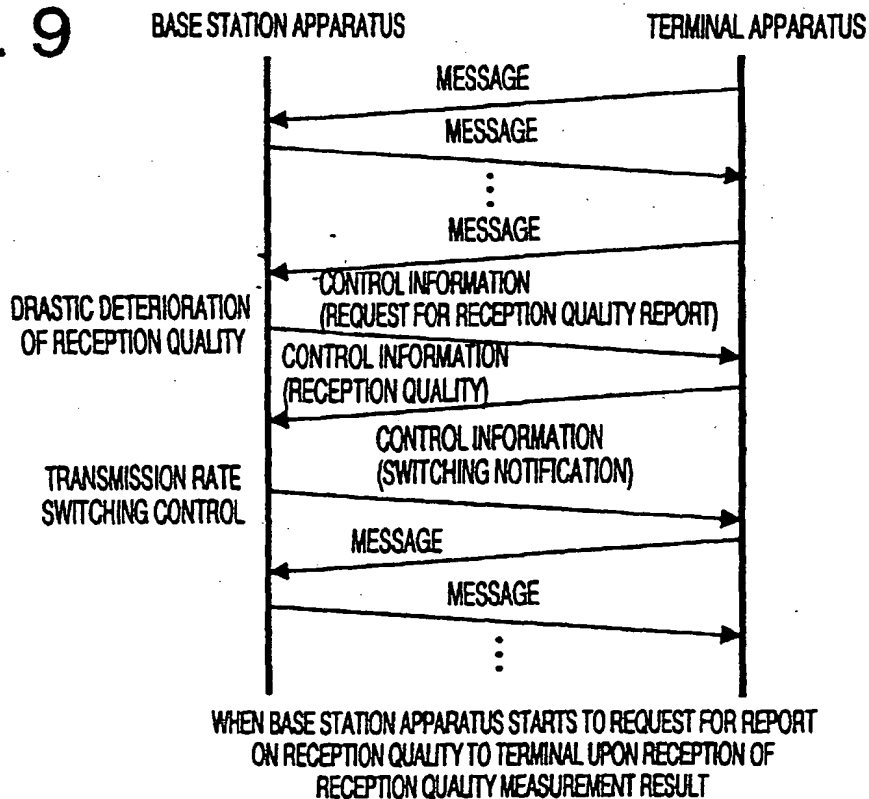 . 9
BASE STATION APPARATUS
TERMINAL APPARATUS
MESSAGE
MESSAGE
MESSAGE
DRASTIC DETERIORATION
OF RECEPTION QUALITY
CONTROL INFORMATION
(REQUEST FOR RECEPTION QUALITY REPORT)
CONTROL INFORMATION
(RECEPTION QUALITY)
CONTROL INFORMATION
(SWITCHING NOTIFICATION)
TRANSMISSION RATE
SWITCHING CONTROL
MESSAGE
MESSAGE
WHEN BASE STATION APPARATUS STARTS TO REQUEST FOR REPORT
ON RECEPTION QUALITY TO TERMINAL UPON RECEPTION OF
RECEPTION QUALITY MEASUREMENT RESULT